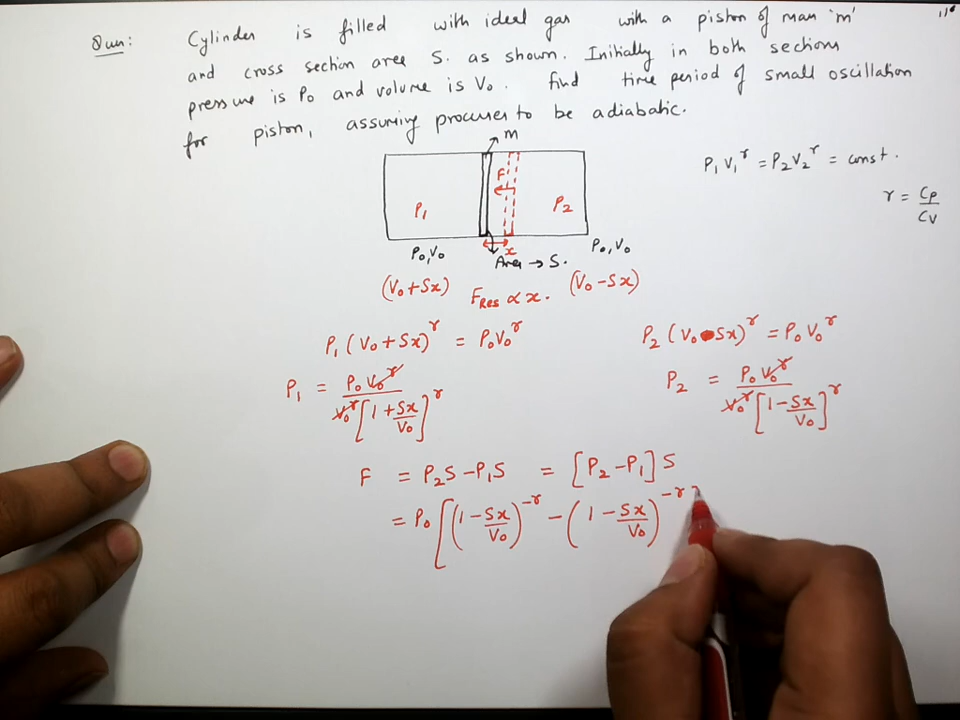 Qun: Cylinder is filled with ideal gas with a piston of mass 'm'
and cross section area S. as shown. Initially in both sections
pressure is P₀ and volume is V₀. find time period of small oscillation
for piston, assuming processes to be adiabatic.
m
F
P₁ P₂
x
P₀,V₀ Area → S. P₀,V₀
(V₀+Sx) F_Res ∝ x. (V₀-Sx)
P₁V₁^γ = P₂V₂^γ = const.
γ = Cp/Cv
P₁(V₀+Sx)^γ = P₀V₀^γ
P₂(V₀-Sx)^γ = P₀V₀^γ
P₁ = P₀V₀^γ / V₀^γ[1+Sx/V₀]^γ
P₂ = P₀V₀^γ / V₀^γ[1-Sx/V₀]^γ
F = P₂S-P₁S = [P₂-P₁]S
= P₀[(1-Sx/V₀)^-γ - (1-Sx/V₀)^-γ